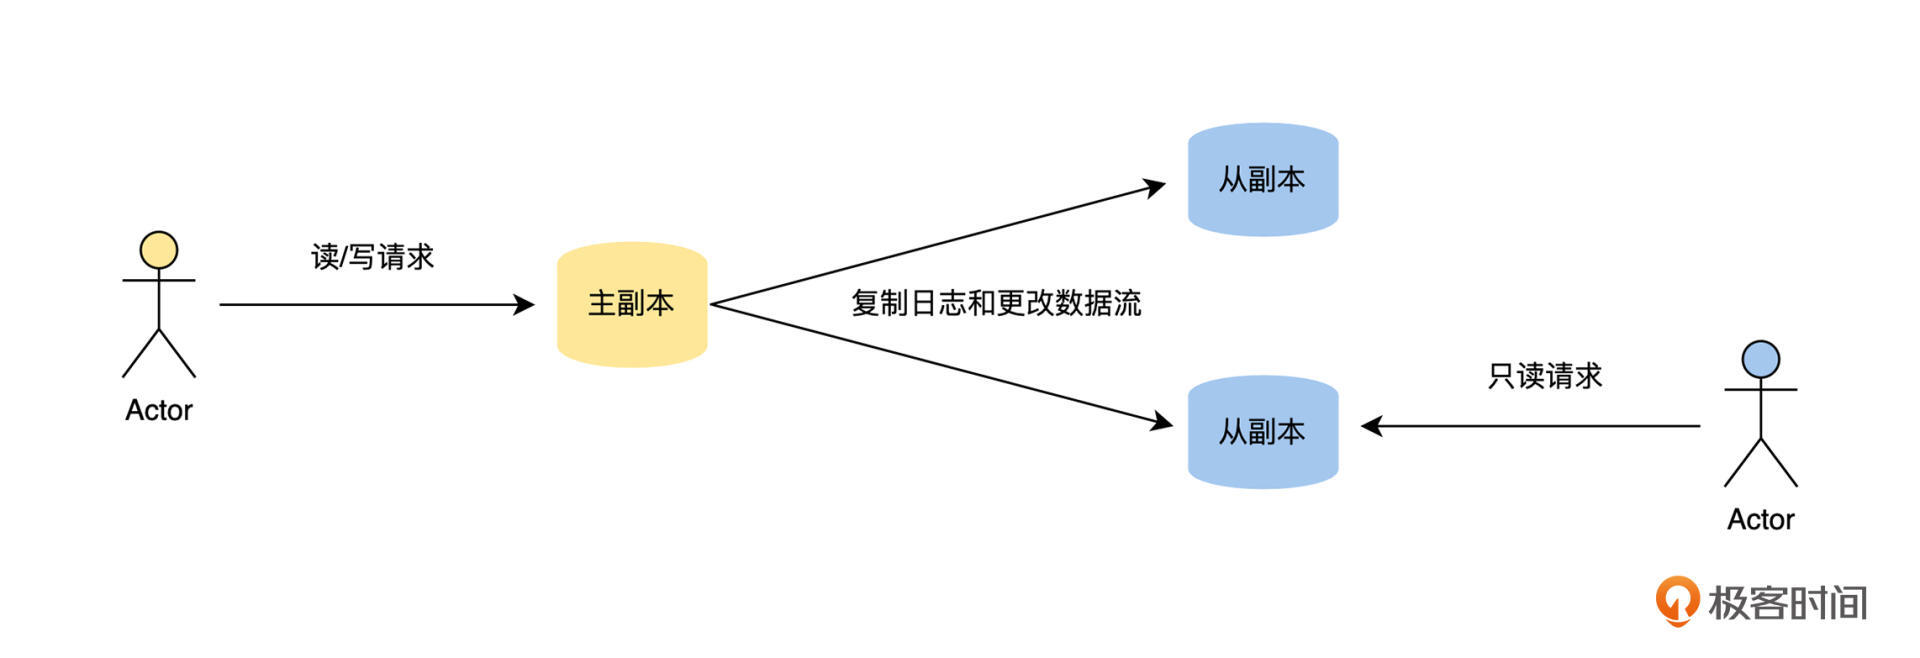 从副本
读/写请求
主副本
复制日志和更改数据流
Actor
从副本
只读请求
Actor
极客时间